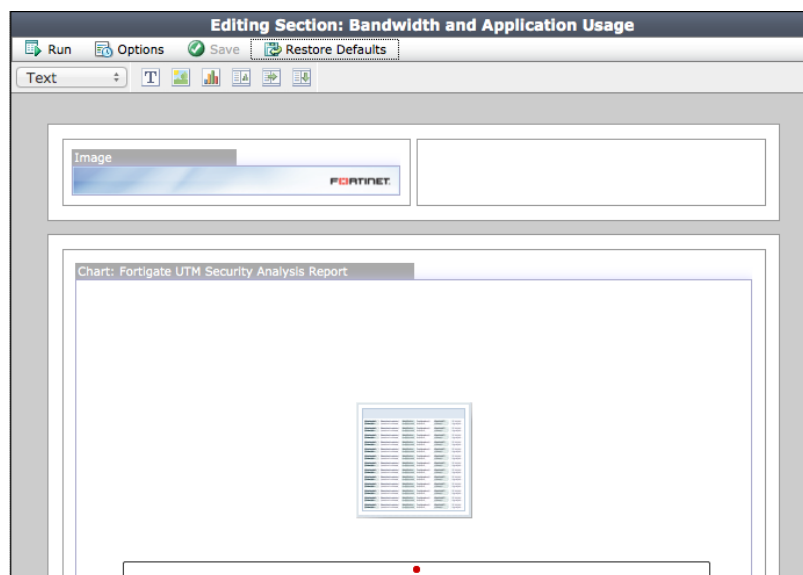 Editing Section: Bandwidth and Application Usage
Run Options Save Restore Defaults
Text T
Image
FORTINET
Chart: Fortigate UTM Security Analysis Report